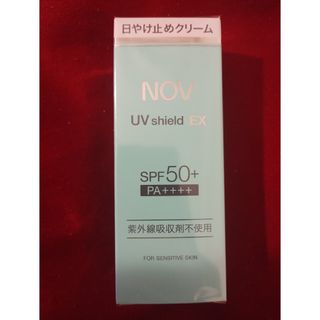 日やけ止めクリーム
NOV
UV shield EX
SPF50+
PA++++
紫外線吸収剤不使用
FOR SENSITIVE SKIN